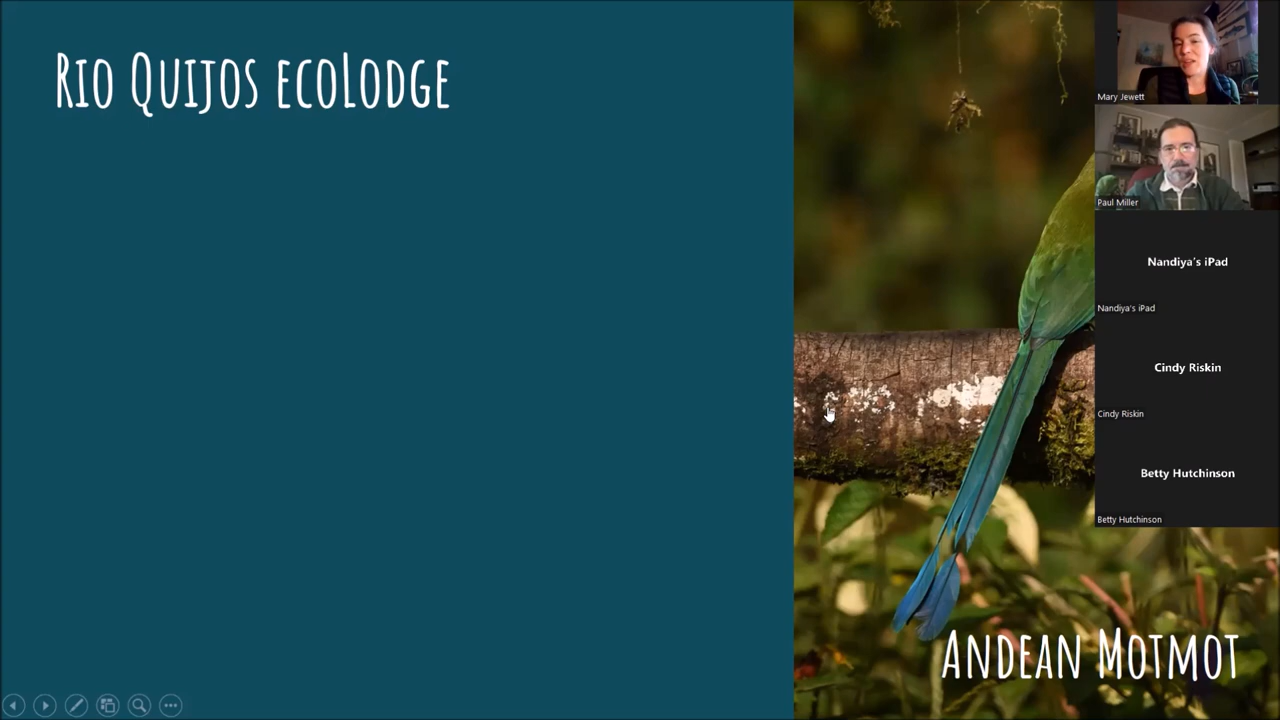 Rio Quijos ecoLodge
Mary Jewett
Paul Miller
Nandiya's iPad
Nandiya's iPad
Cindy Riskin
Cindy Riskin
Betty Hutchinson
Betty Hutchinson
Andean Motmot